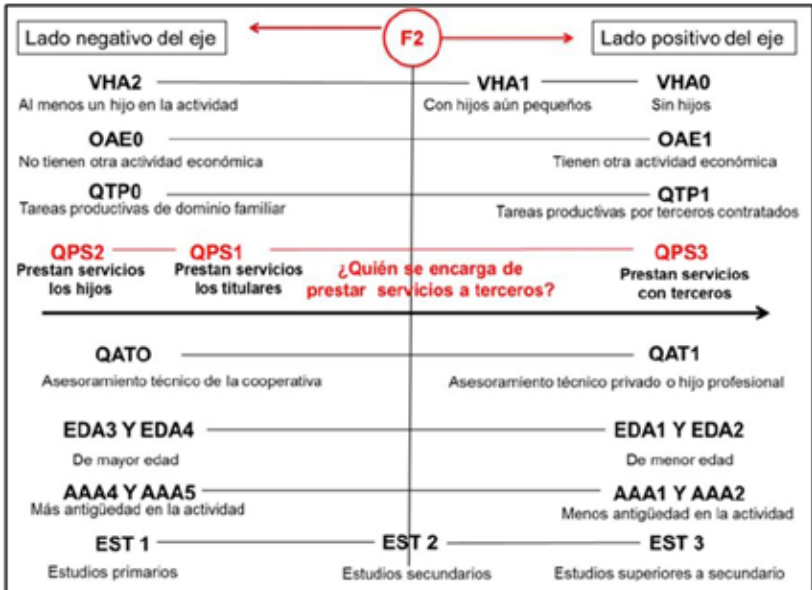 Lado negativo del eje
F2
Lado positivo del eje
VHA2
VHA1
VHA0
Al menos un hijo en la actividad
Con hijos aún pequeños
Sin hijos
OAE0
OAE1
No tienen otra actividad económica
Tienen otra actividad económica
QTP0
QTP1
Tareas productivas de dominio familiar
Tareas productivas por terceros contratados
QPS2
QPS1
QPS3
Prestan servicios
los hijos
Prestan servicios
los titulares
¿Quién se encarga de
prestar servicios a terceros?
Prestan servicios
con terceros
QATO
QAT1
Asesoramiento técnico de la cooperativa
Asesoramiento técnico privado o hijo profesional
EDA3 Y EDA4
EDA1 Y EDA2
De mayor edad
De menor edad
AAA4 Y AAA5
AAA1 Y AAA2
Más antigüedad en la actividad
Menos antigüedad en la actividad
EST 1
EST 2
EST 3
Estudios primarios
Estudios secundarios
Estudios superiores a secundario